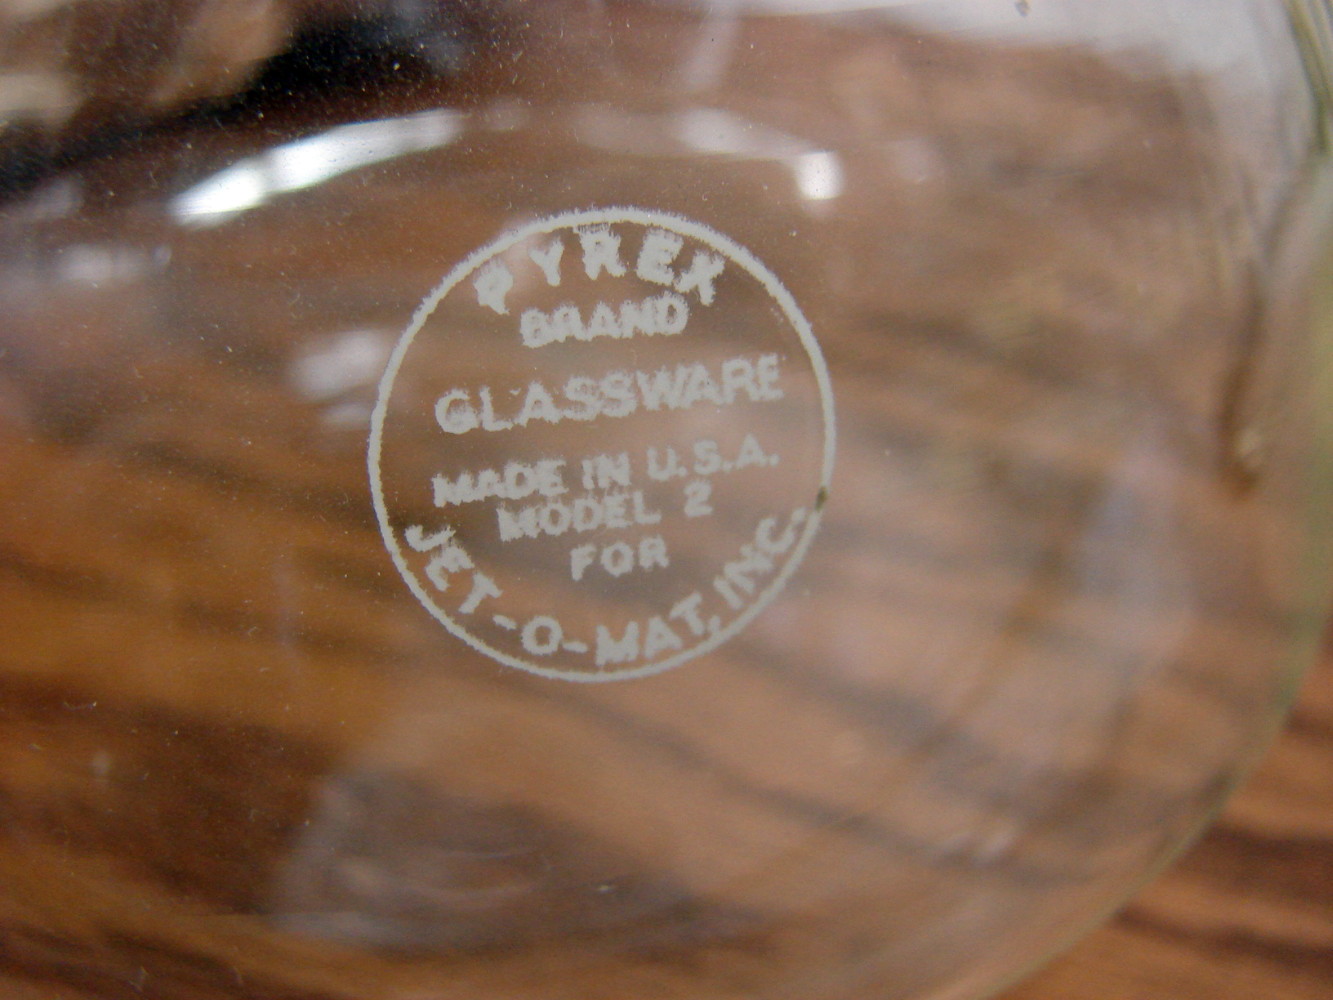 PYREX
BRAND
GLASSWARE
MADE IN U.S.A.
MODEL 2
FOR
JET-O-MAT, INC.